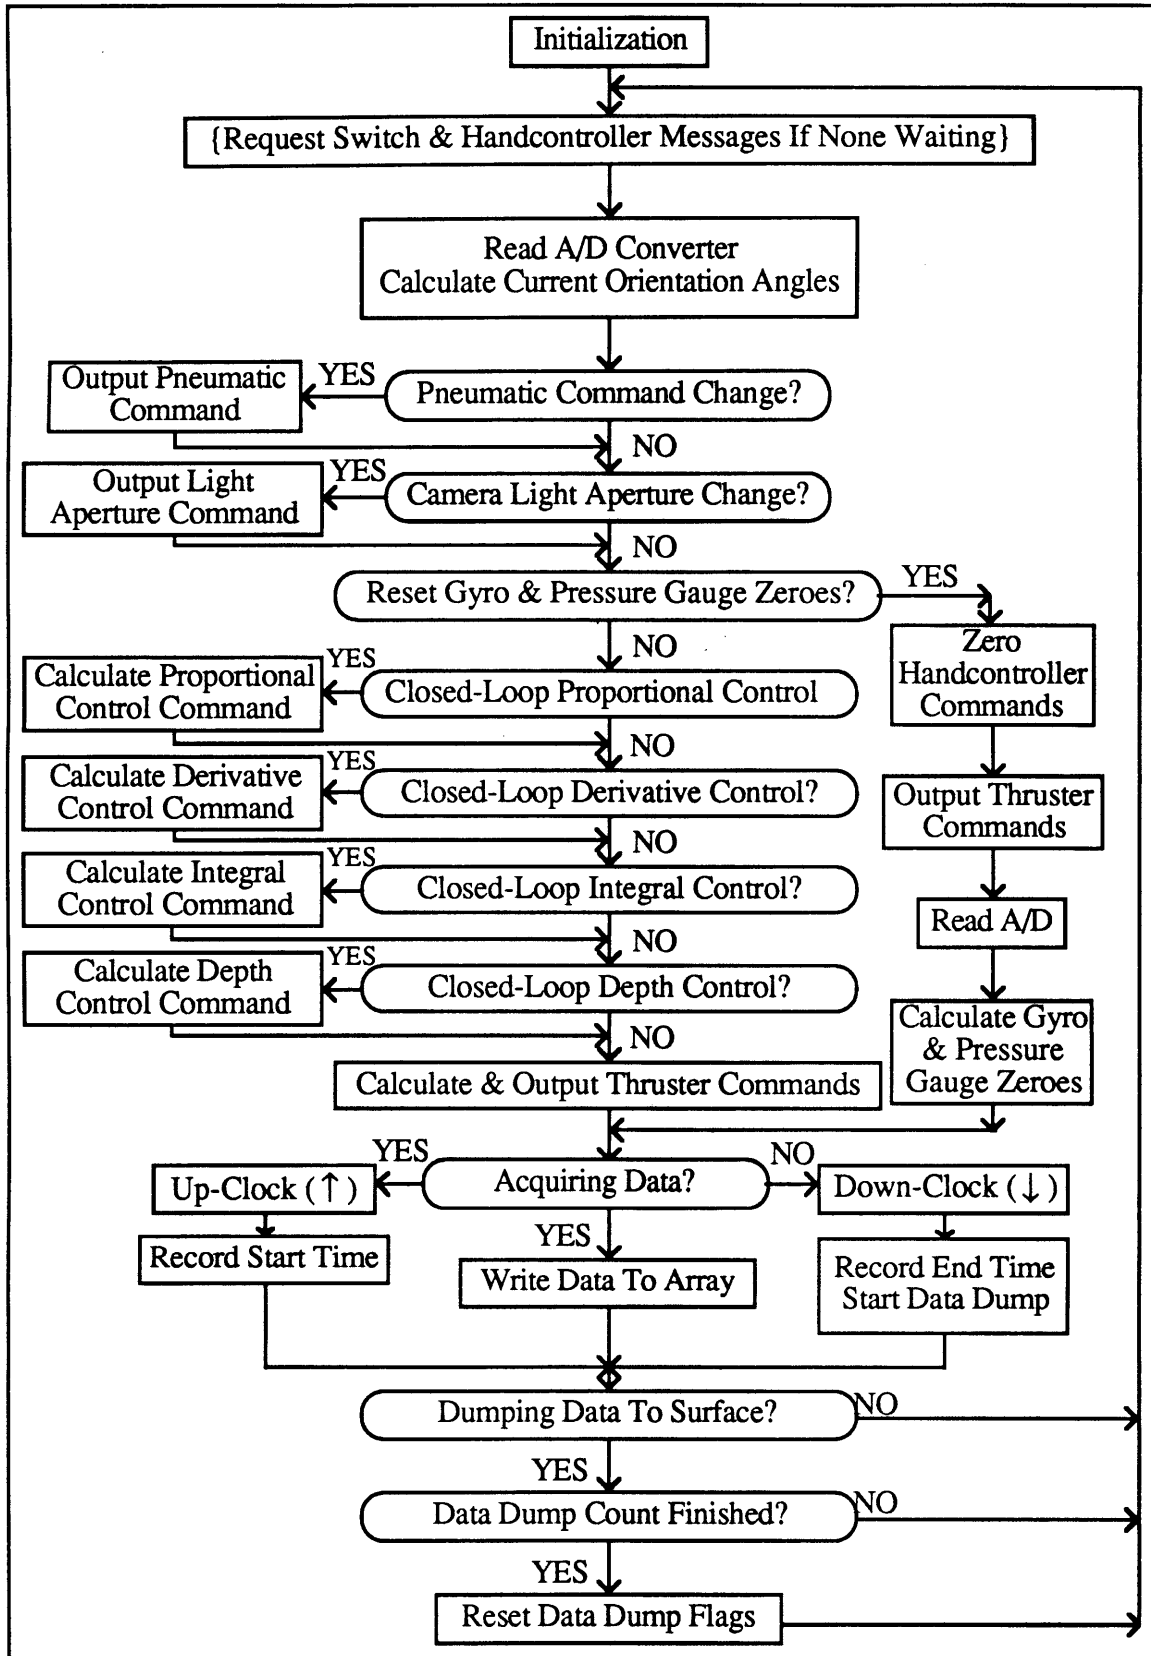 Initialization
{Request Switch & Handcontroller Messages If None Waiting}
Read A/D Converter
Calculate Current Orientation Angles
Output Pneumatic
Command
YES
Pneumatic Command Change?
NO
Output Light
Aperture Command
YES
Camera Light Aperture Change?
NO
Reset Gyro & Pressure Gauge Zeroes?
YES
NO
Zero
Handcontroller
Commands
Calculate Proportional
Control Command
YES
Closed-Loop Proportional Control
NO
Calculate Derivative
Control Command
YES
Closed-Loop Derivative Control?
Output Thruster
Commands
NO
Calculate Integral
Control Command
YES
Closed-Loop Integral Control?
Read A/D
NO
Calculate Depth
Control Command
YES
Closed-Loop Depth Control?
NO
Calculate Gyro
& Pressure
Gauge Zeroes
Calculate & Output Thruster Commands
YES
Acquiring Data?
NO
Up-Clock (↑)
Down-Clock (↓)
YES
Record Start Time
Write Data To Array
Record End Time
Start Data Dump
Dumping Data To Surface?
NO
YES
Data Dump Count Finished?
NO
YES
Reset Data Dump Flags